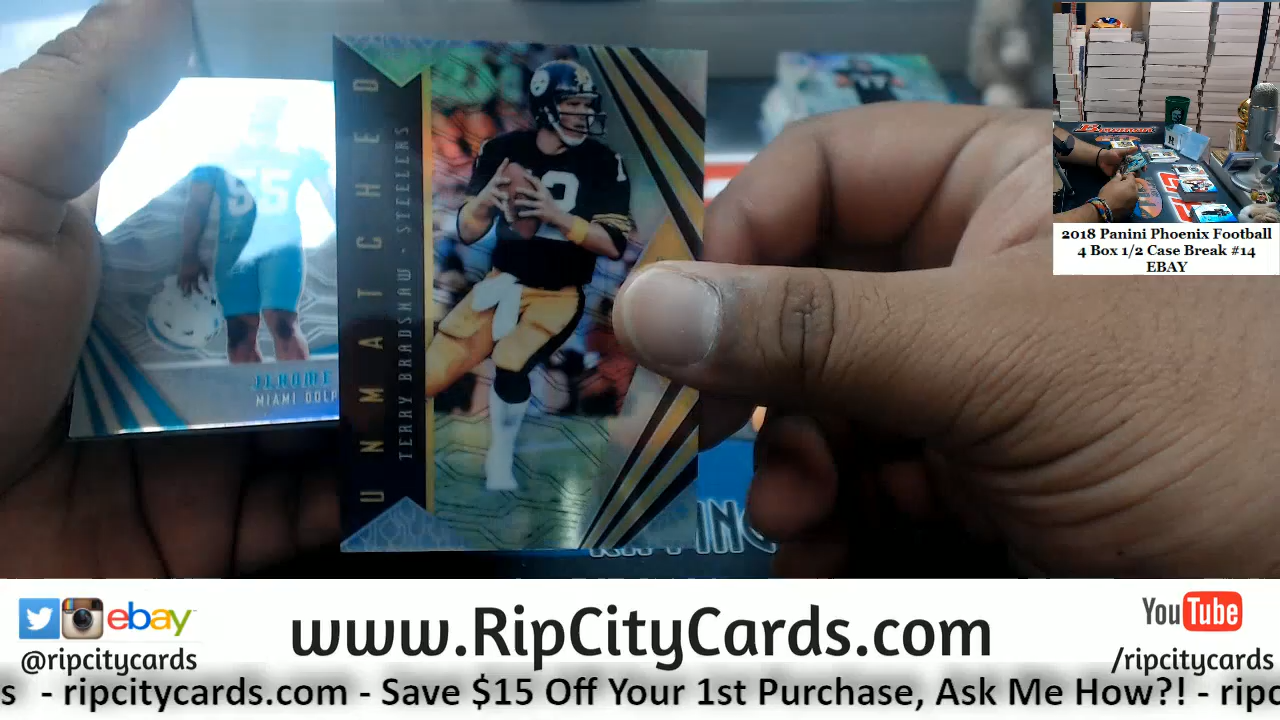 UNMATCHED
TERRY BRADSHAW - STEELERS
12
55
JEROME
MIAMI DOLP
2018 Panini Phoenix Football
4 Box 1/2 Case Break #14
EBAY
ebay
@ripcitycards
www.RipCityCards.com
YouTube
/ripcitycards
s - ripcitycards.com - Save $15 Off Your 1st Purchase, Ask Me How?! - ripc